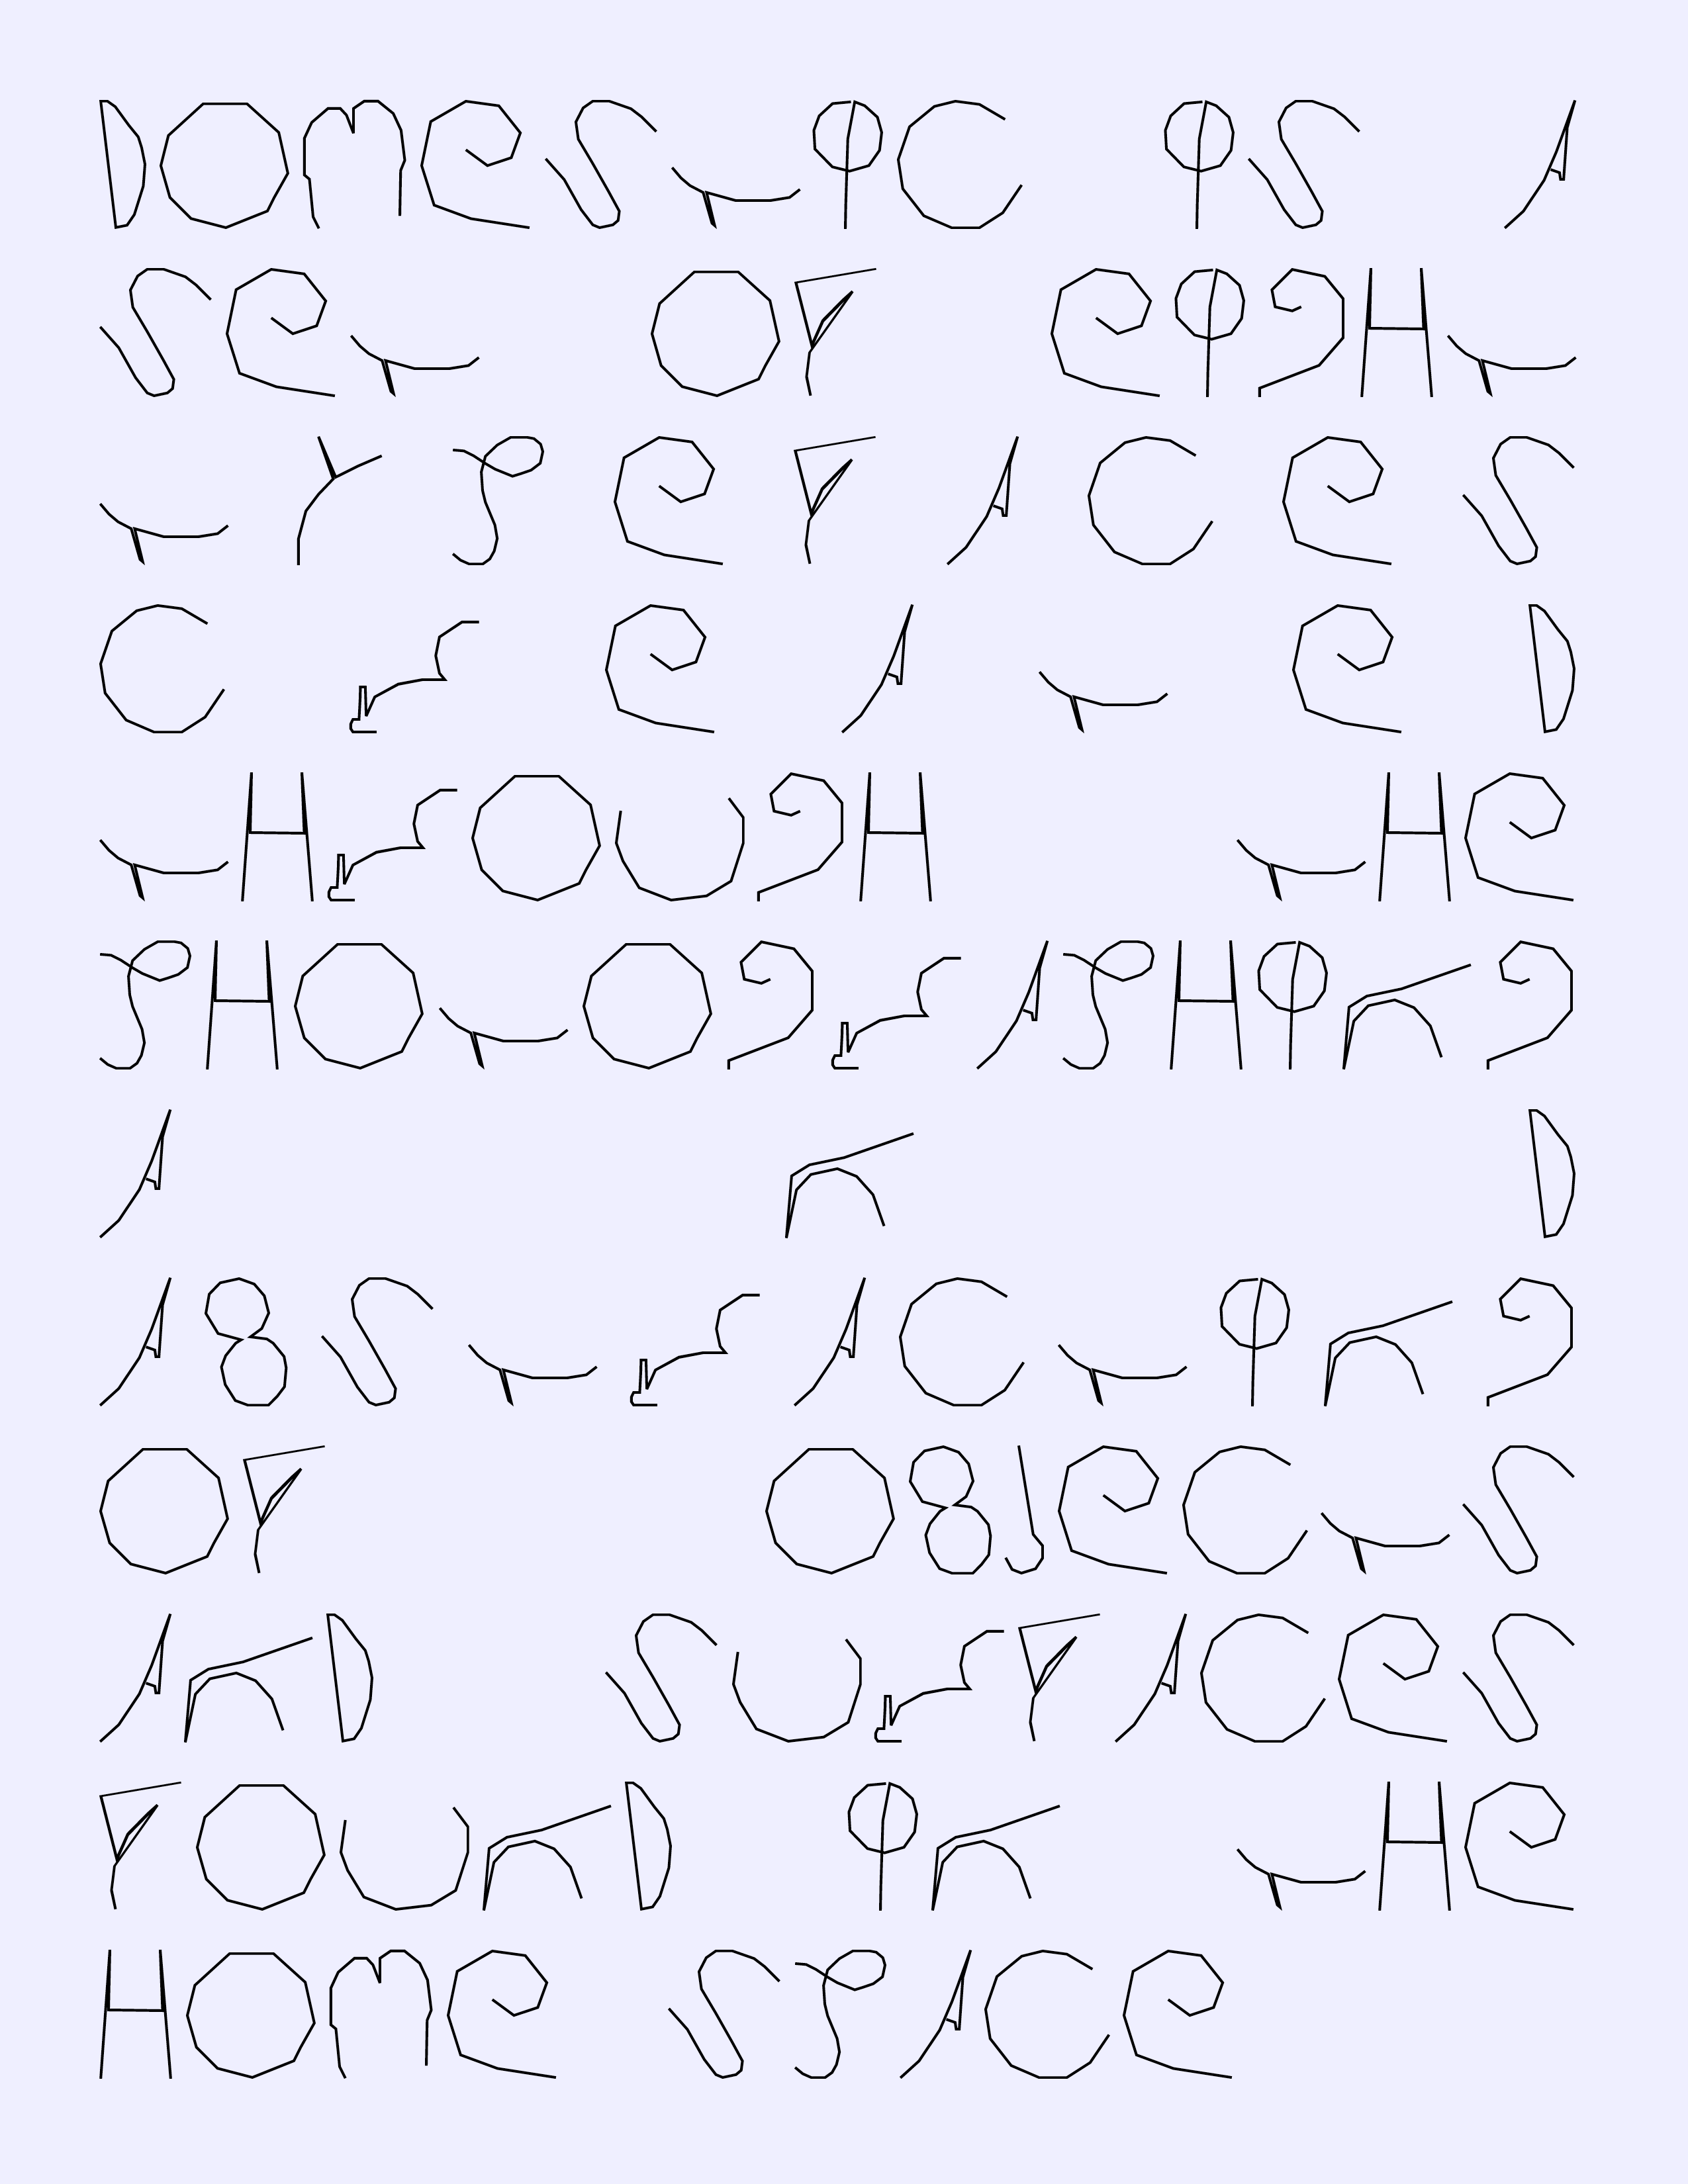 DOMESTIC IS A
SET OF EIGHT
TYPEFACES
CREATED
THROUGH THE
PHOTOGRAPHING
AND
ABSTRACTING
OF OBJECTS
AND SURFACES
FOUND IN THE
HOME SPACE